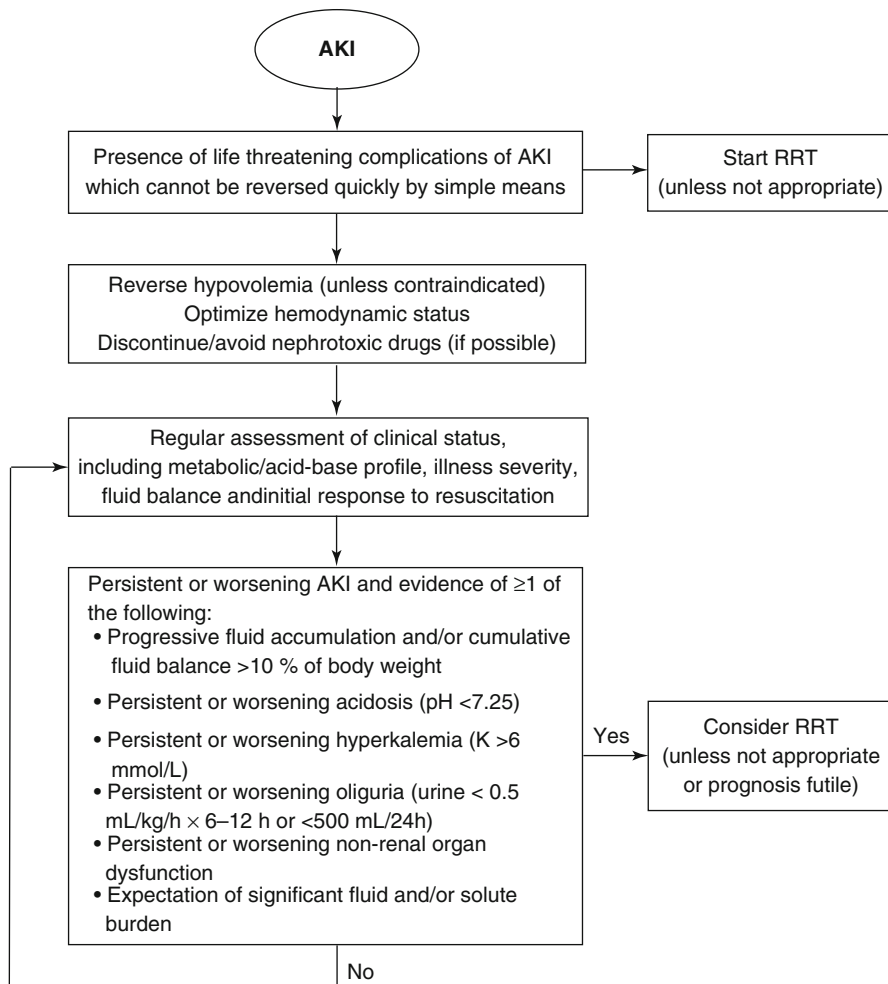 AKI
Presence of life threatening complications of AKI
which cannot be reversed quickly by simple means
Start RRT
(unless not appropriate)
Reverse hypovolemia (unless contraindicated)
Optimize hemodynamic status
Discontinue/avoid nephrotoxic drugs (if possible)
Regular assessment of clinical status,
including metabolic/acid-base profile, illness severity,
fluid balance andinitial response to resuscitation
Persistent or worsening AKI and evidence of ≥1 of
the following:
• Progressive fluid accumulation and/or cumulative
fluid balance >10 % of body weight
• Persistent or worsening acidosis (pH <7.25)
• Persistent or worsening hyperkalemia (K >6
mmol/L)
• Persistent or worsening oliguria (urine < 0.5
mL/kg/h × 6–12 h or <500 mL/24h)
• Persistent or worsening non-renal organ
dysfunction
• Expectation of significant fluid and/or solute
burden
Yes
Consider RRT
(unless not appropriate
or prognosis futile)
No